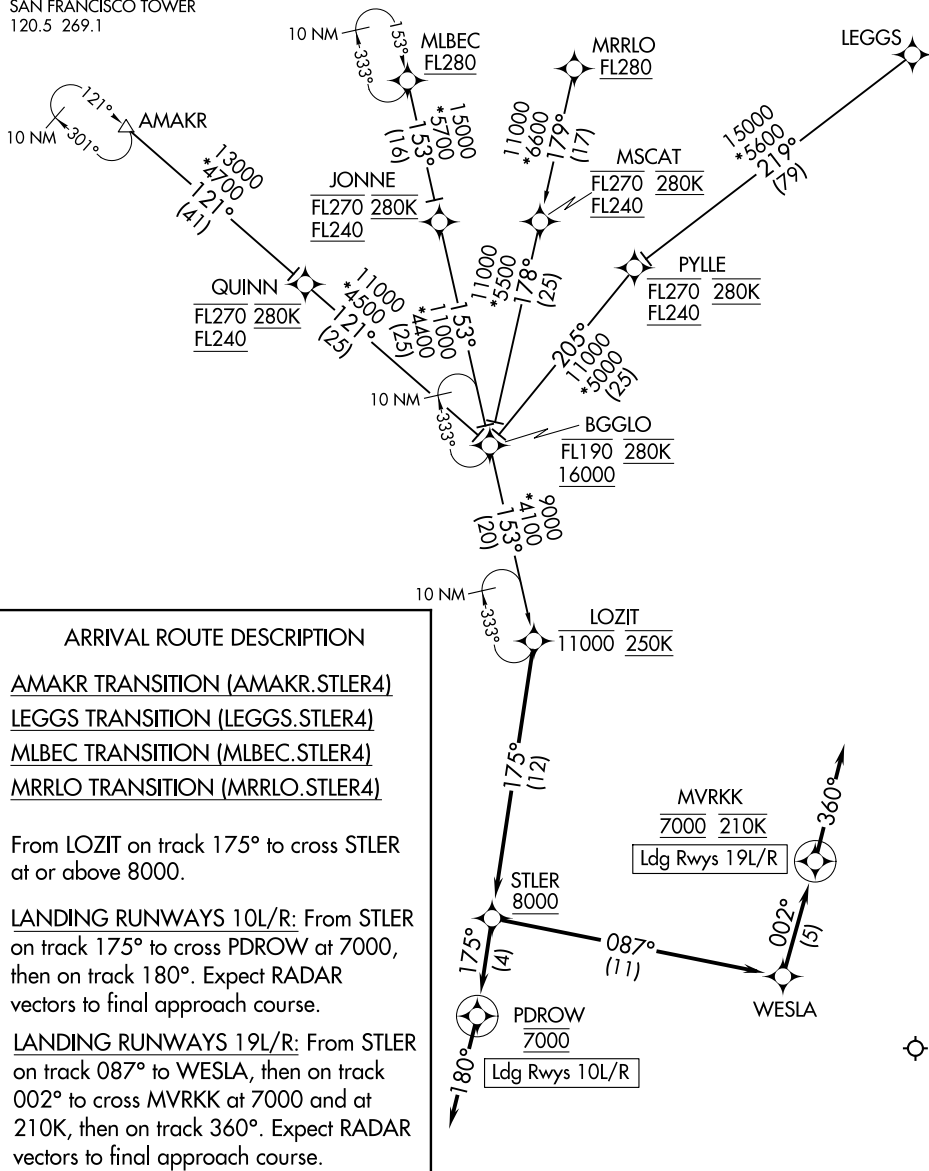 SAN FRANCISCO TOWER
120.5 269.1
10 NM
153°
333°
MLBEC
FL280
MRRLO
FL280
LEGGS
121°
301°
10 NM
AMAKR
13000
*4700
121°
(41)
15000
*5700
153°
(16)
11000
*6600
179°
(17)
15000
*5600
219°
(79)
JONNE
FL270 280K
FL240
MSCAT
FL270 280K
FL240
QUINN
FL270 280K
FL240
PYLLE
FL270 280K
FL240
11000
*4500
121°
(25)
153°
11000
*4400
(25)
11000
*5500
178°
(25)
205°
11000
*5000
(25)
10 NM
333°
BGGLO
FL190 280K
16000
9000
*4100
153°
(20)
10 NM
333°
LOZIT
11000 250K
175°
(12)
STLER
8000
175°
(4)
087°
(11)
WESLA
002°
(5)
MVRKK
7000 210K
Ldg Rwys 19L/R
360°
PDROW
7000
Ldg Rwys 10L/R
180°
ARRIVAL ROUTE DESCRIPTION
AMAKR TRANSITION (AMAKR.STLER4)
LEGGS TRANSITION (LEGGS.STLER4)
MLBEC TRANSITION (MLBEC.STLER4)
MRRLO TRANSITION (MRRLO.STLER4)
From LOZIT on track 175° to cross STLER
at or above 8000.
LANDING RUNWAYS 10L/R: From STLER
on track 175° to cross PDROW at 7000,
then on track 180°. Expect RADAR
vectors to final approach course.
LANDING RUNWAYS 19L/R: From STLER
on track 087° to WESLA, then on track
002° to cross MVRKK at 7000 and at
210K, then on track 360°. Expect RADAR
vectors to final approach course.